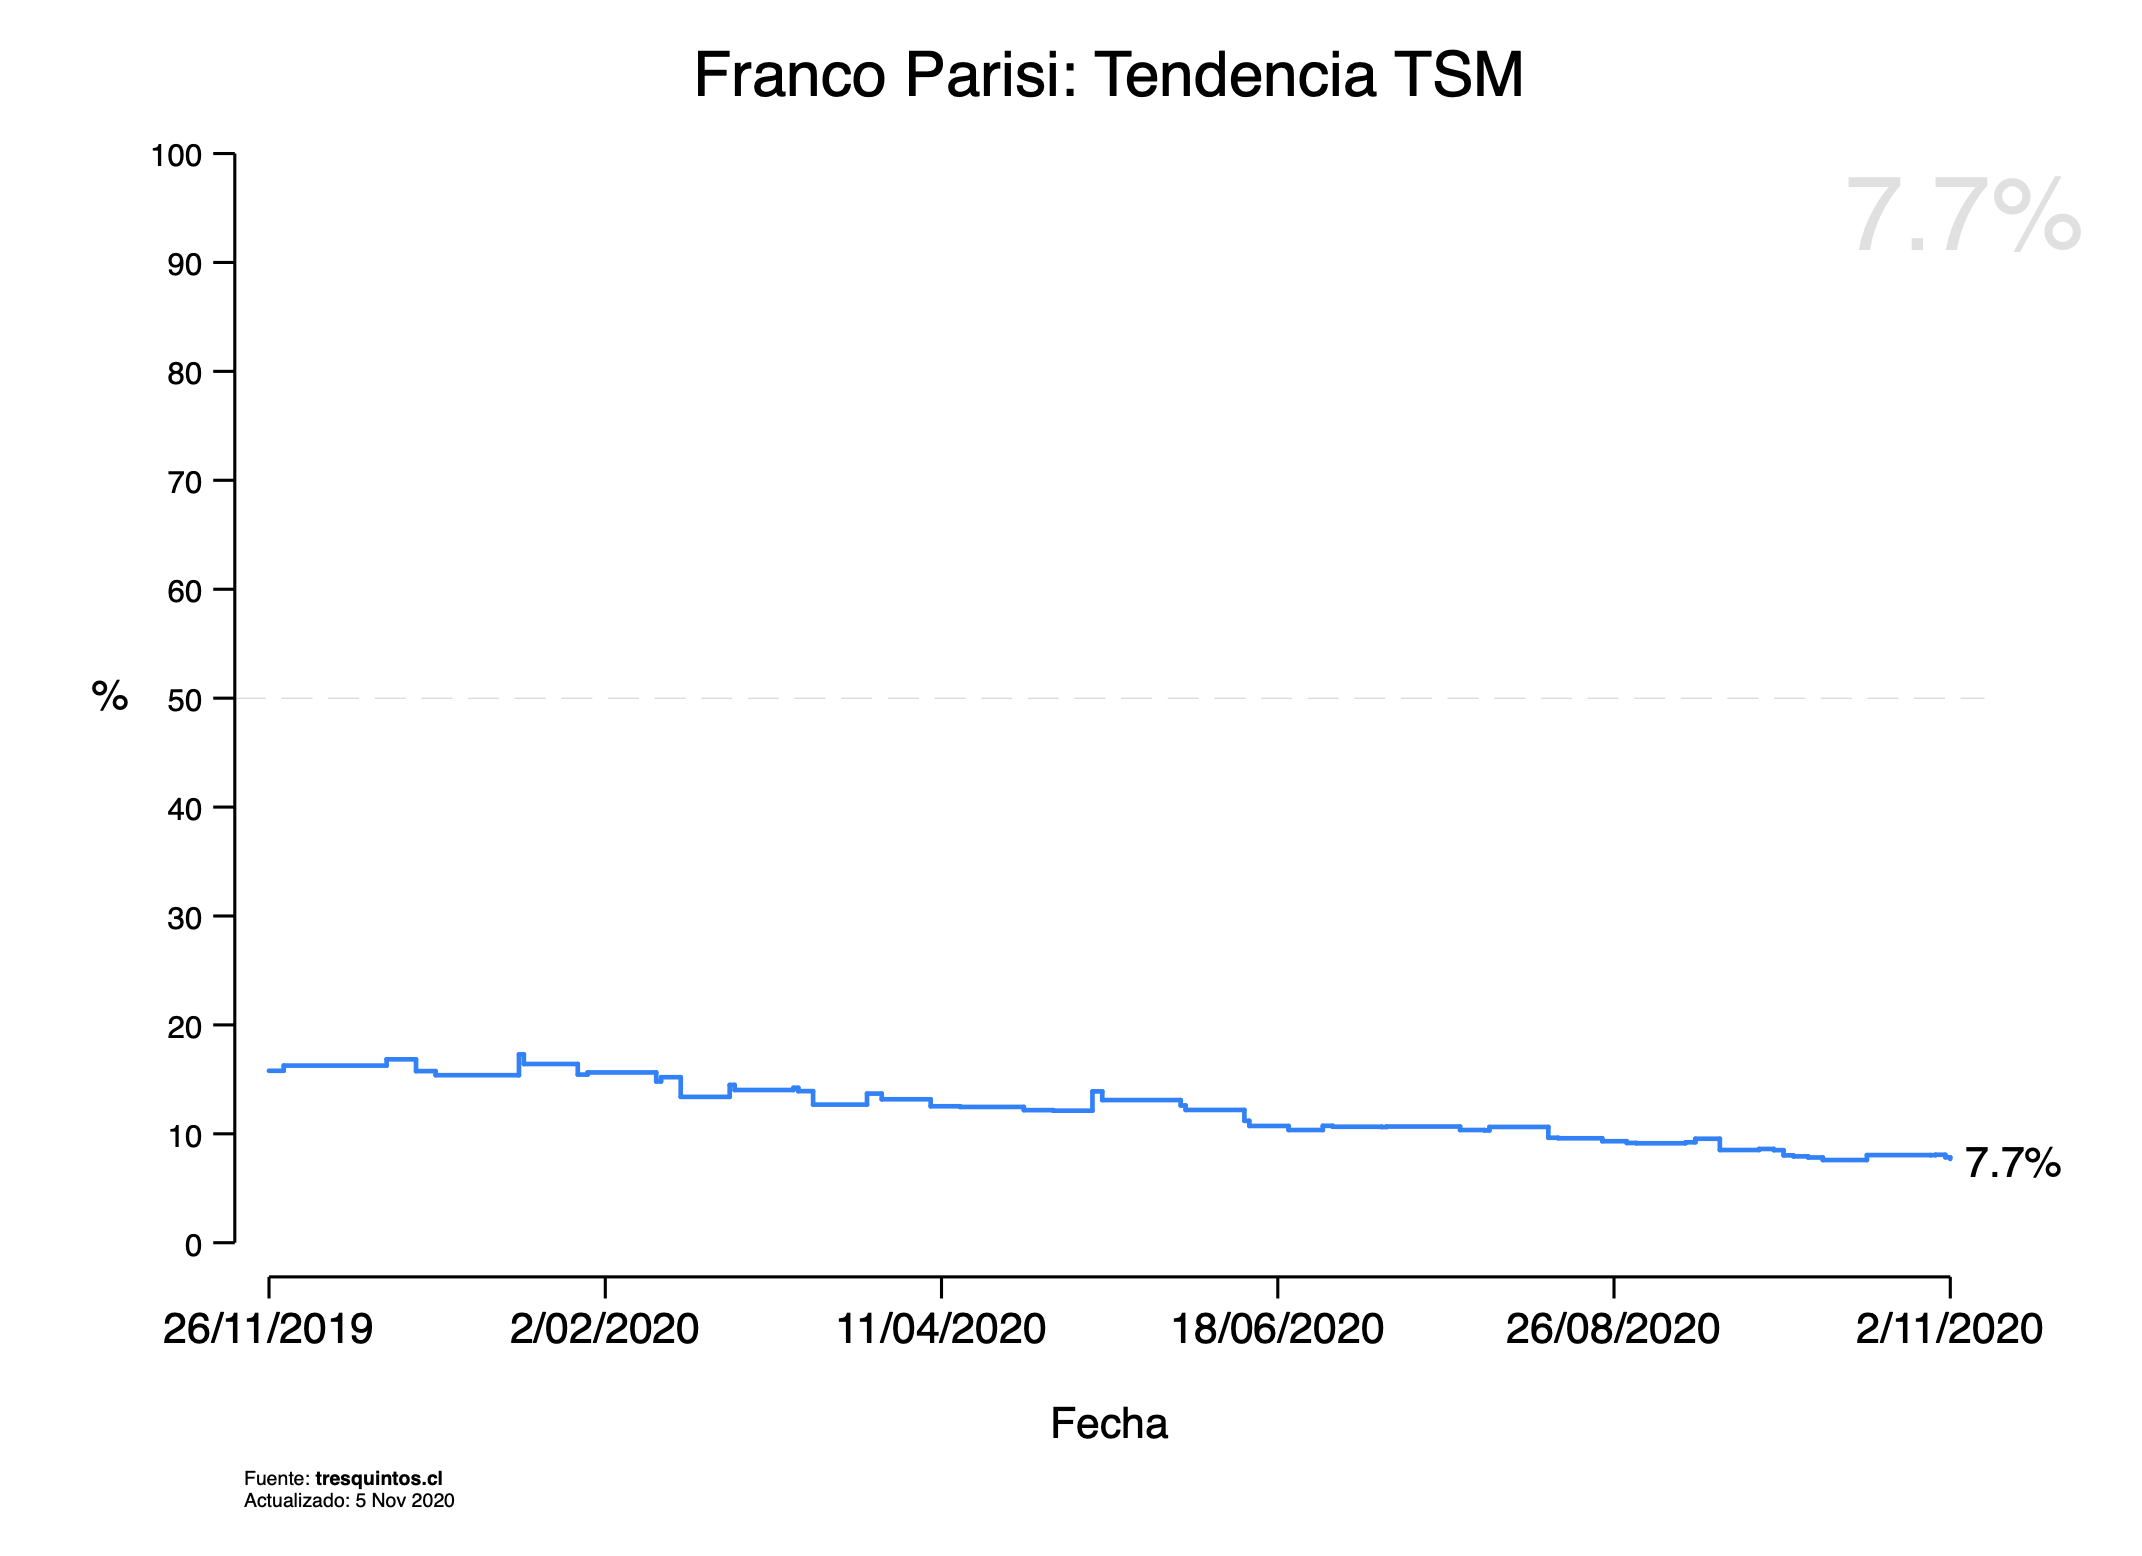 Franco Parisi: Tendencia TSM
7.7%
100
90
80
70
60
50
40
30
20
10
0
%
7.7%
26/11/2019 2/02/2020 11/04/2020 18/06/2020 26/08/2020 2/11/2020
Fecha
Fuente: tresquintos.cl
Actualizado: 5 Nov 2020